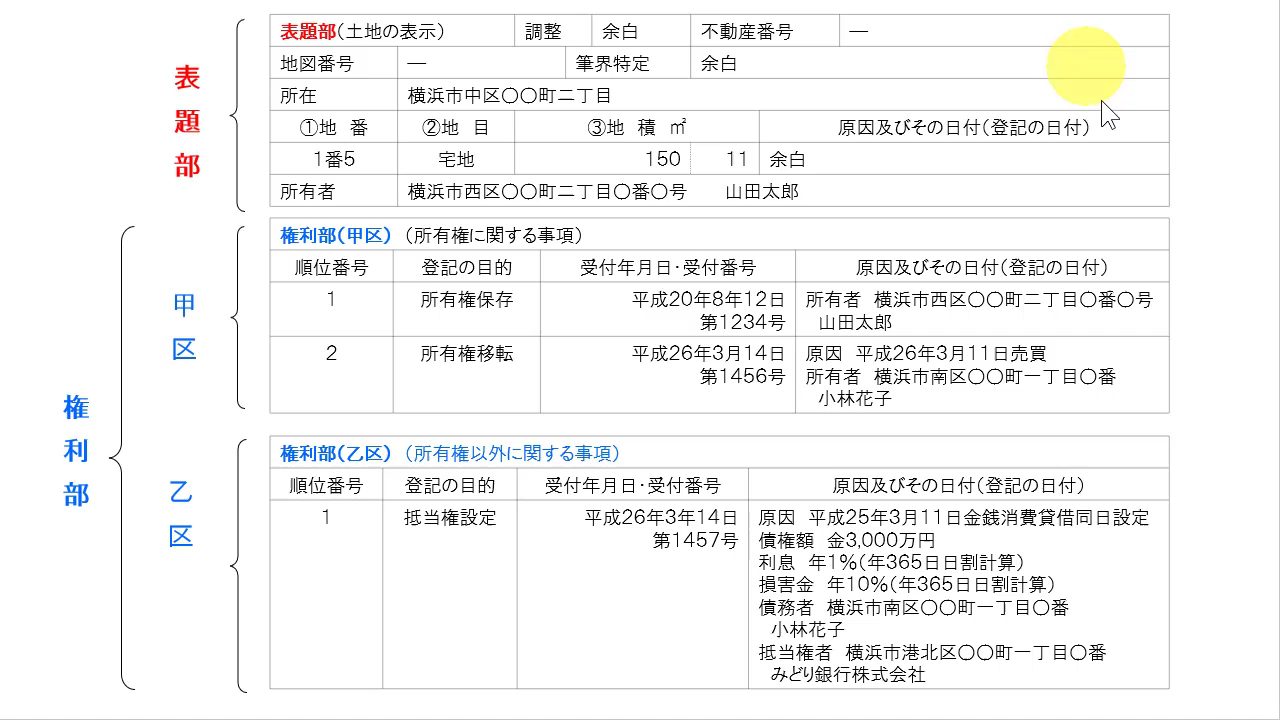 表題部
表題部(土地の表示) 調整 余白 不動産番号 ―
地図番号 ― 筆界特定 余白
所在 横浜市中区〇〇町二丁目
①地 番 ②地 目 ③地 積 ㎡ 原因及びその日付(登記の日付)
1番5 宅地 150 11 余白
所有者 横浜市西区〇〇町二丁目〇番〇号 山田太郎
権利部
甲区
権利部(甲区) (所有権に関する事項)
順位番号 登記の目的 受付年月日・受付番号 原因及びその日付(登記の日付)
1 所有権保存 平成20年8年12日 所有者 横浜市西区〇〇町二丁目〇番〇号
第1234号 山田太郎
2 所有権移転 平成26年3月14日 原因 平成26年3月11日売買
第1456号 所有者 横浜市南区〇〇町一丁目〇番
小林花子
乙区
権利部(乙区) (所有権以外に関する事項)
順位番号 登記の目的 受付年月日・受付番号 原因及びその日付(登記の日付)
1 抵当権設定 平成26年3年14日 原因 平成25年3月11日金銭消費貸借同日設定
第1457号 債権額 金3,000万円
利息 年1%(年365日日割計算)
損害金 年10%(年365日日割計算)
債務者 横浜市南区〇〇町一丁目〇番
小林花子
抵当権者 横浜市港北区〇〇町一丁目〇番
みどり銀行株式会社